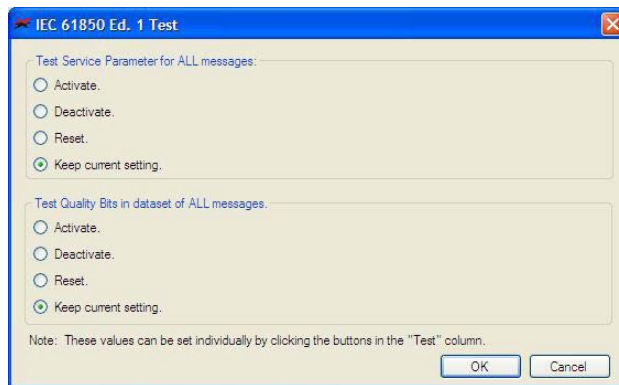 IEC 61850 Ed. 1 Test
Test Service Parameter for ALL messages:
Activate.
Deactivate.
Reset.
Keep current setting.
Test Quality Bits in dataset of ALL messages.
Activate.
Deactivate.
Reset.
Keep current setting.
Note: These values can be set individually by clicking the buttons in the "Test" column.
OK Cancel